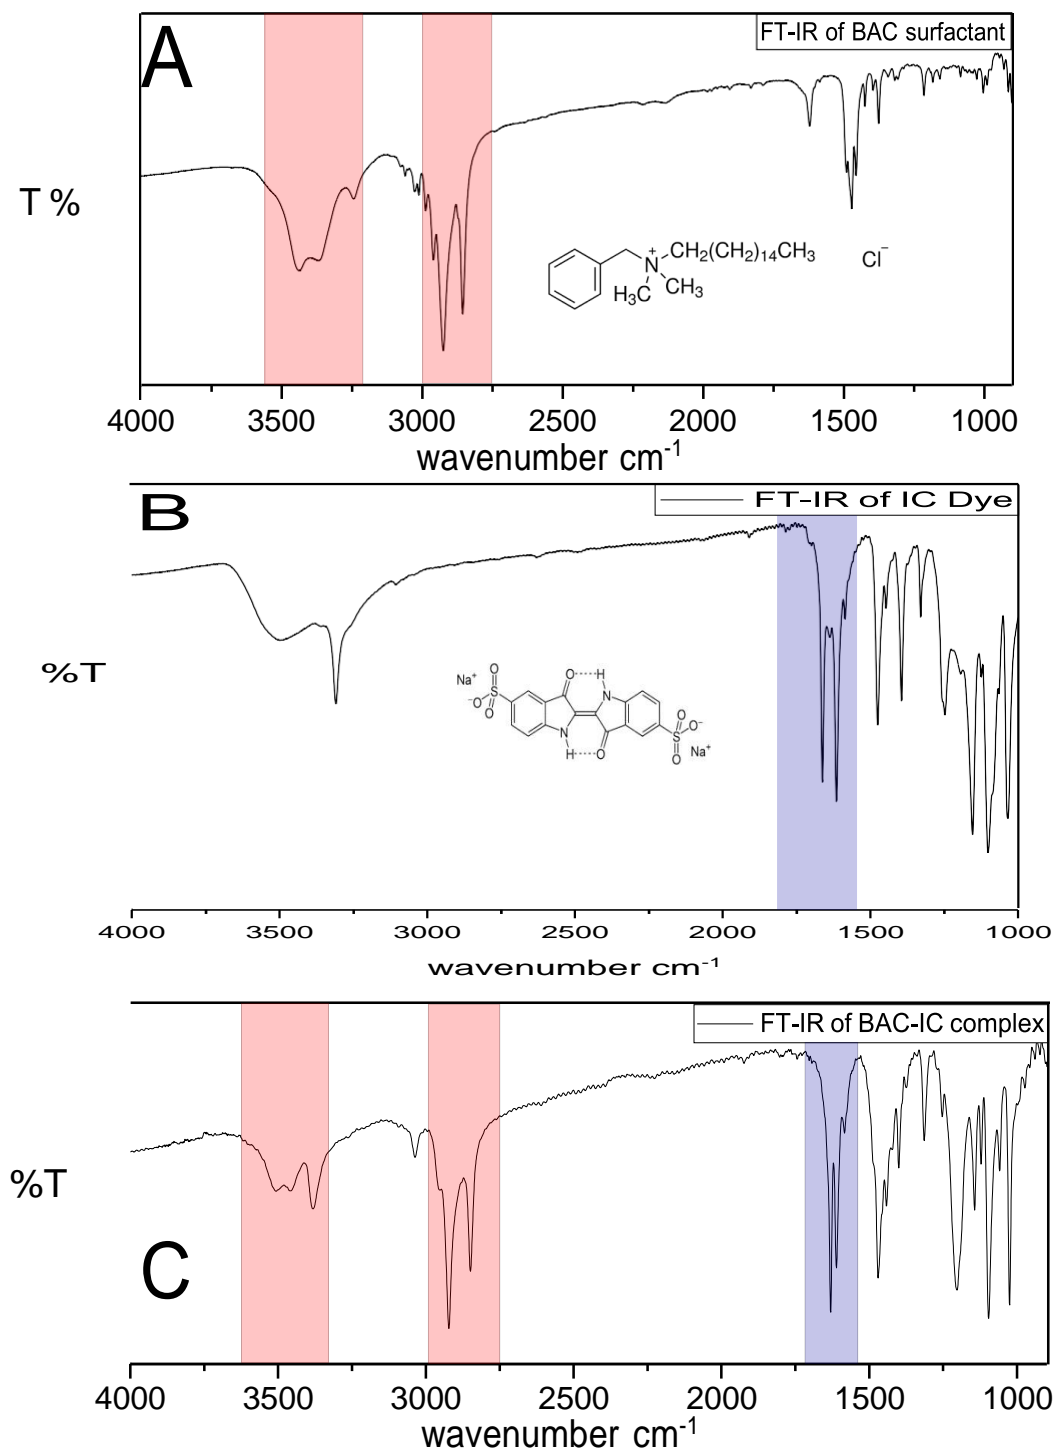 A
FT-IR of BAC surfactant
T %
N⁺
CH₂(CH₂)₁₄CH₃
Cl⁻
H₃C
CH₃
4000 3500 3000 2500 2000 1500 1000
wavenumber cm⁻¹
B
FT-IR of IC Dye
%T
Na⁺
O
⁻O
S
O
O
H
N
N
H
O
O
S
O⁻
O
Na⁺
4000 3500 3000 2500 2000 1500 1000
wavenumber cm⁻¹
FT-IR of BAC-IC complex
%T
C
4000 3500 3000 2500 2000 1500 1000
wavenumber cm⁻¹